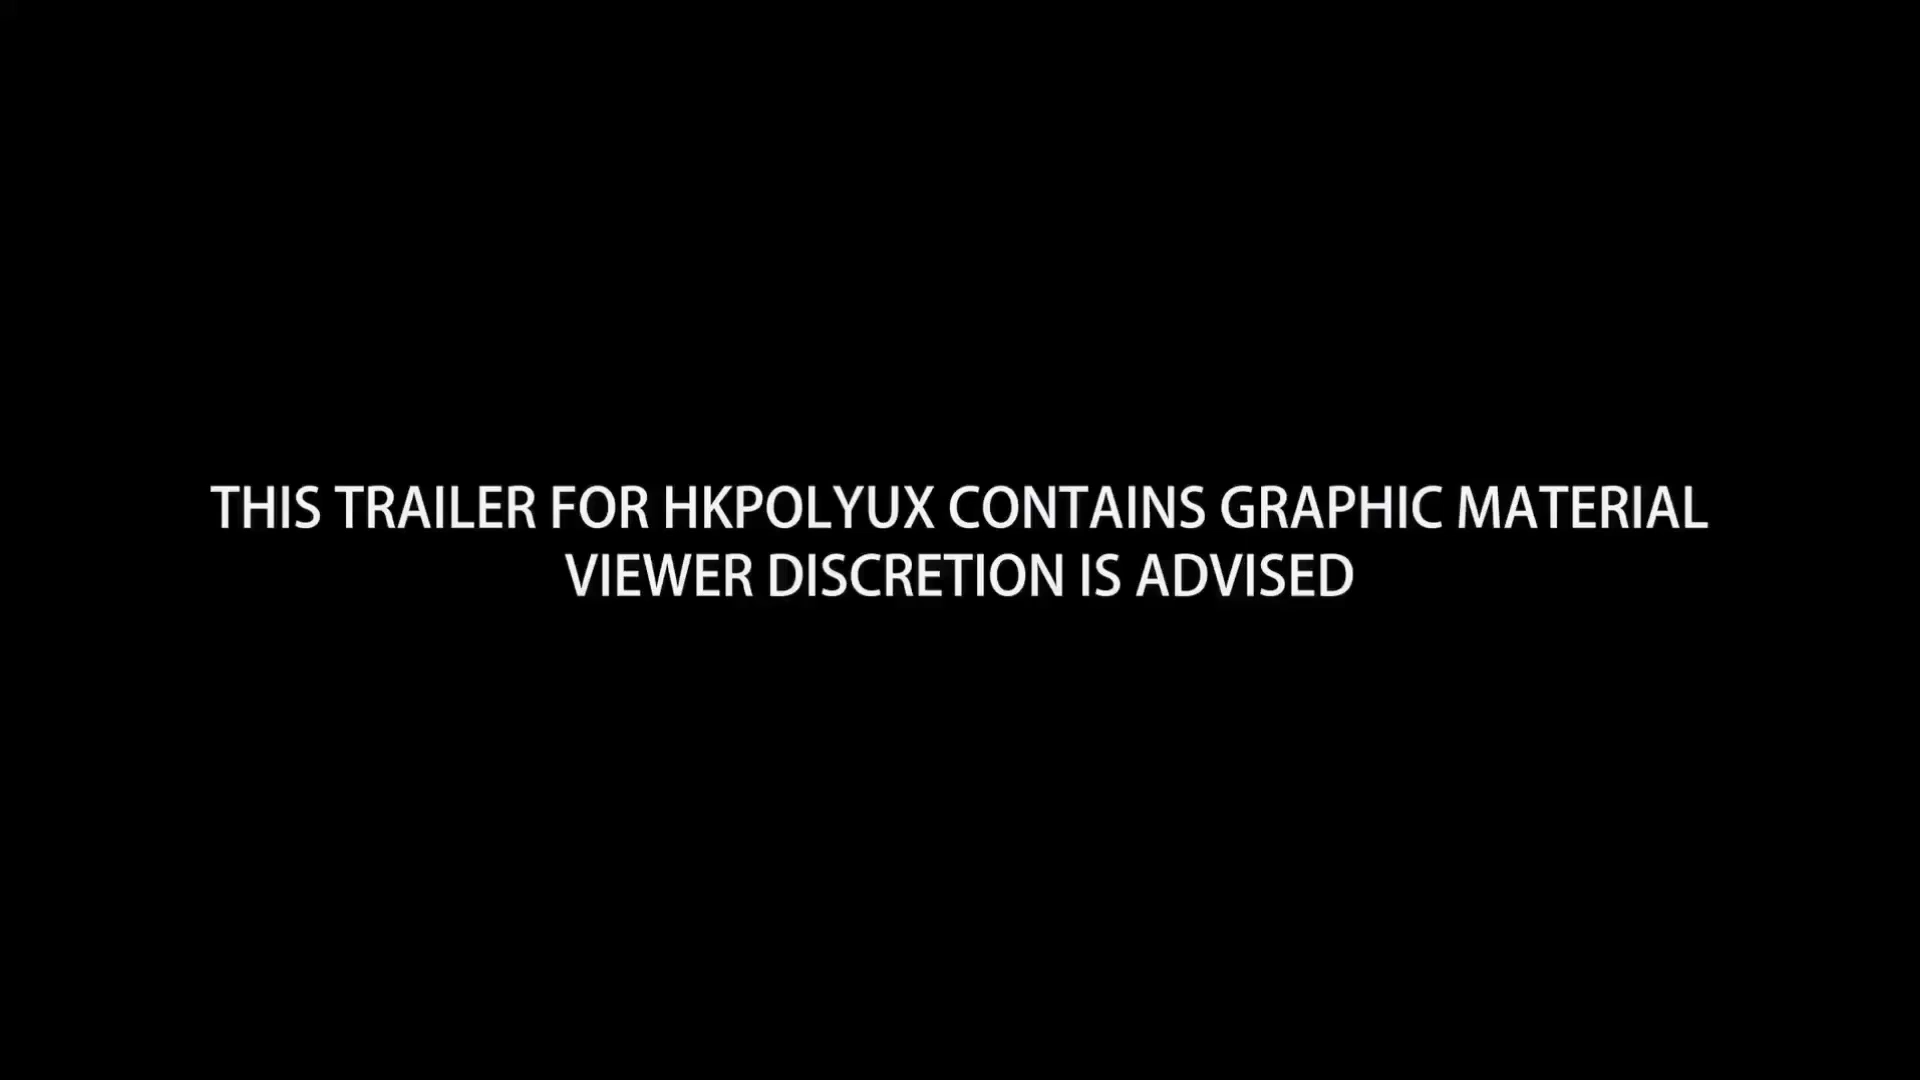 THIS TRAILER FOR HKPOLYUX CONTAINS GRAPHIC MATERIAL
VIEWER DISCRETION IS ADVISED